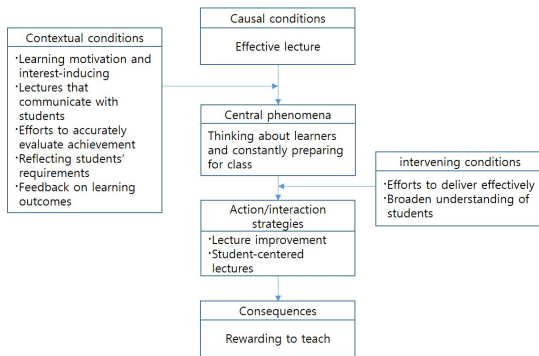 Causal conditions
Effective lecture
Contextual conditions
·Learning motivation and
interest-inducing
·Lectures that
communicate with
students
·Efforts to accurately
evaluate achievement
·Reflecting students'
requirements
·Feedback on learning
outcomes
Central phenomena
Thinking about learners
and constantly preparing
for class
intervening conditions
·Efforts to deliver effectively
·Broaden understanding of
students
Action/interaction
strategies
·Lecture improvement
·Student-centered
lectures
Consequences
Rewarding to teach